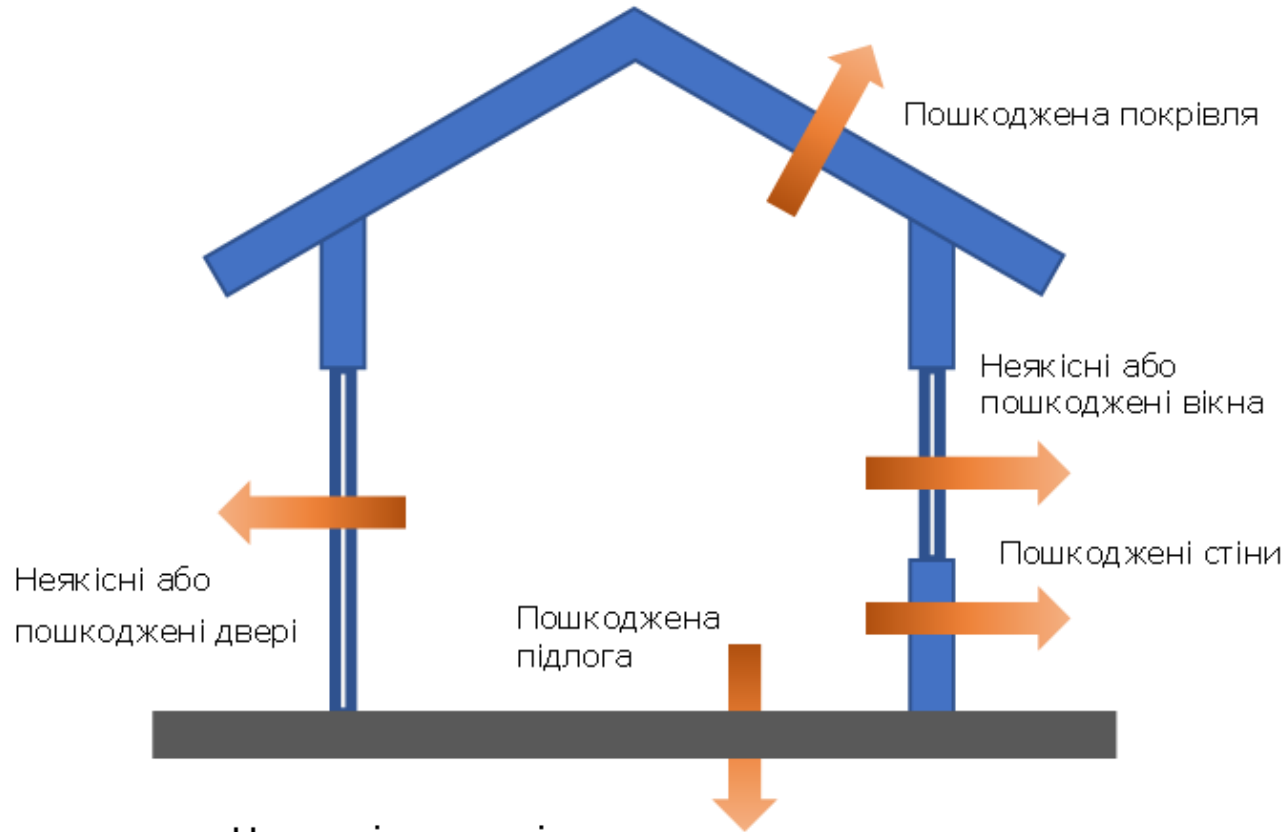 Пошкоджена покрівля
Неякісні або
пошкоджені вікна
Пошкоджені стіни
Неякісні або
пошкоджені двері
Пошкоджена
підлога